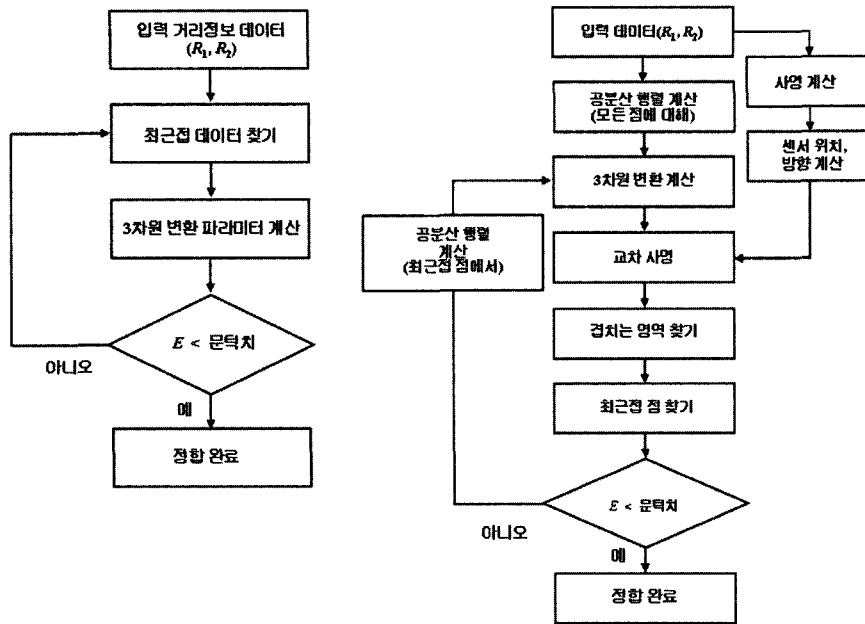 입력 거리정보 데이터
(R₁, R₂)
최근접 데이터 찾기
3차원 변환 파라미터 계산
E < 문턱치
아니오
예
정합 완료
입력 데이터(R₁, R₂)
사영 계산
공분산 행렬 계산
(모든 점에 대해)
센서 위치,
방향 계산
3차원 변환 계산
공분산 행렬
계산
(최근접 점에서)
교차 사영
겹치는 영역 찾기
최근접 점 찾기
E < 문턱치
아니오
예
정합 완료